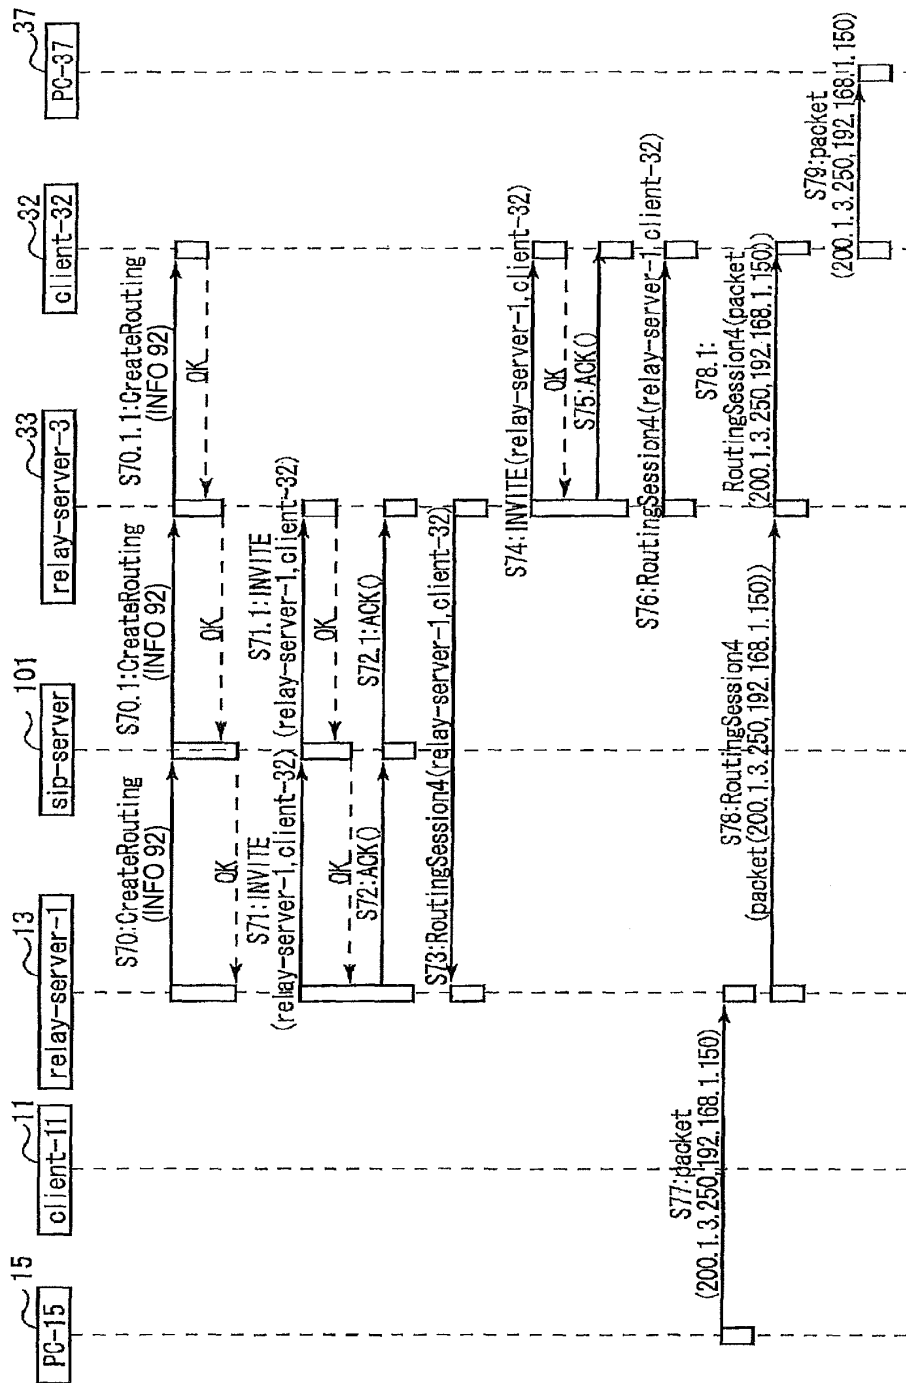 15
PC-15
11
client-11
13
relay-server-1
101
sip-server
33
relay-server-3
32
client-32
37
PC-37
S70:CreateRouting
(INFO 92)
S70.1:CreateRouting
(INFO 92)
S70.1.1:CreateRouting
(INFO 92)
OK
OK
OK
S71:INVITE
(relay-server-1,client-32)
S71.1:INVITE
(relay-server-1,client-32)
OK
OK
S72:ACK()
S72.1:ACK()
S73:RoutingSession4(relay-server-1,client-32)
S74:INVITE(relay-server-1,client-32)
OK
S75:ACK()
S76:RoutingSession4(relay-server-1,client-32)
S77:packet
(200.1.3.250,192.168.1.150)
S78:RoutingSession4
(packet(200.1.3.250,192.168.1.150))
S78.1:
RoutingSession4(packet
(200.1.3.250,192.168.1.150))
S79:packet
(200.1.3.250,192.168.1.150)